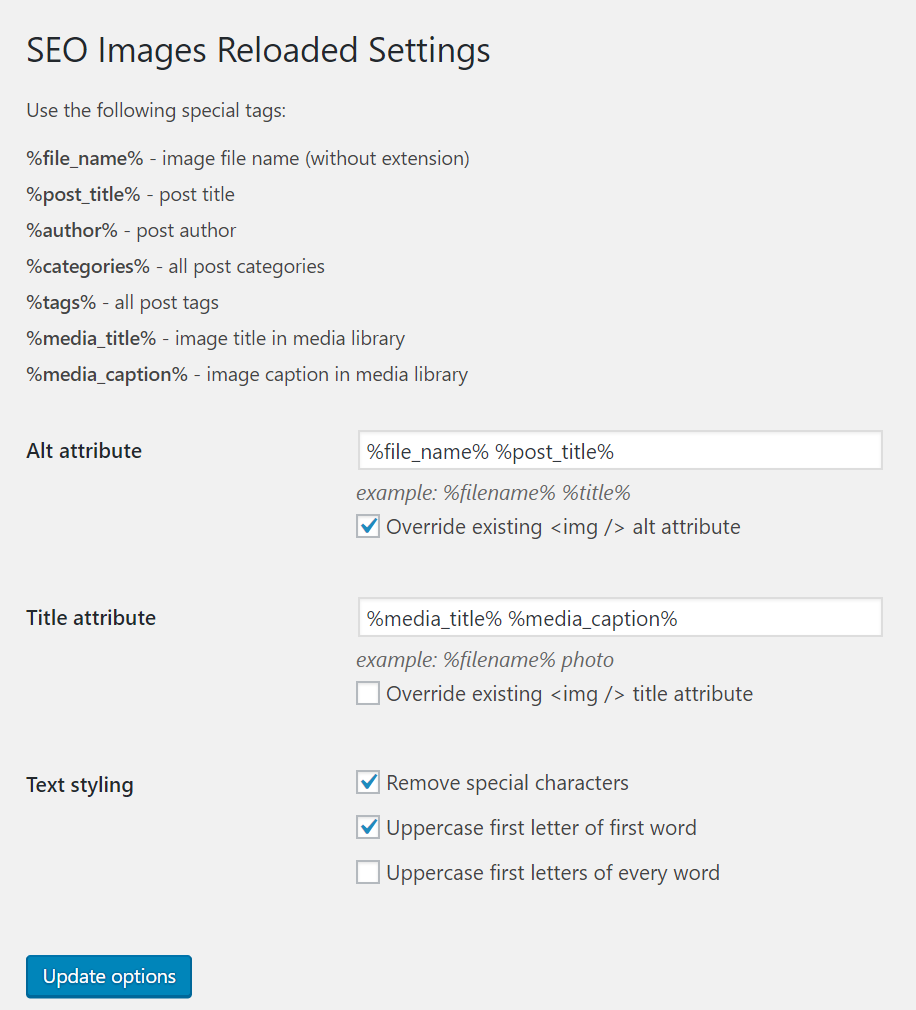 SEO Images Reloaded Settings
Use the following special tags:
%file_name% - image file name (without extension)
%post_title% - post title
%author% - post author
%categories% - all post categories
%tags% - all post tags
%media_title% - image title in media library
%media_caption% - image caption in media library
Alt attribute
%file_name% %post_title%
example: %filename% %title%
Override existing <img /> alt attribute
Title attribute
%media_title% %media_caption%
example: %filename% photo
Override existing <img /> title attribute
Text styling
Remove special characters
Uppercase first letter of first word
Uppercase first letters of every word
Update options